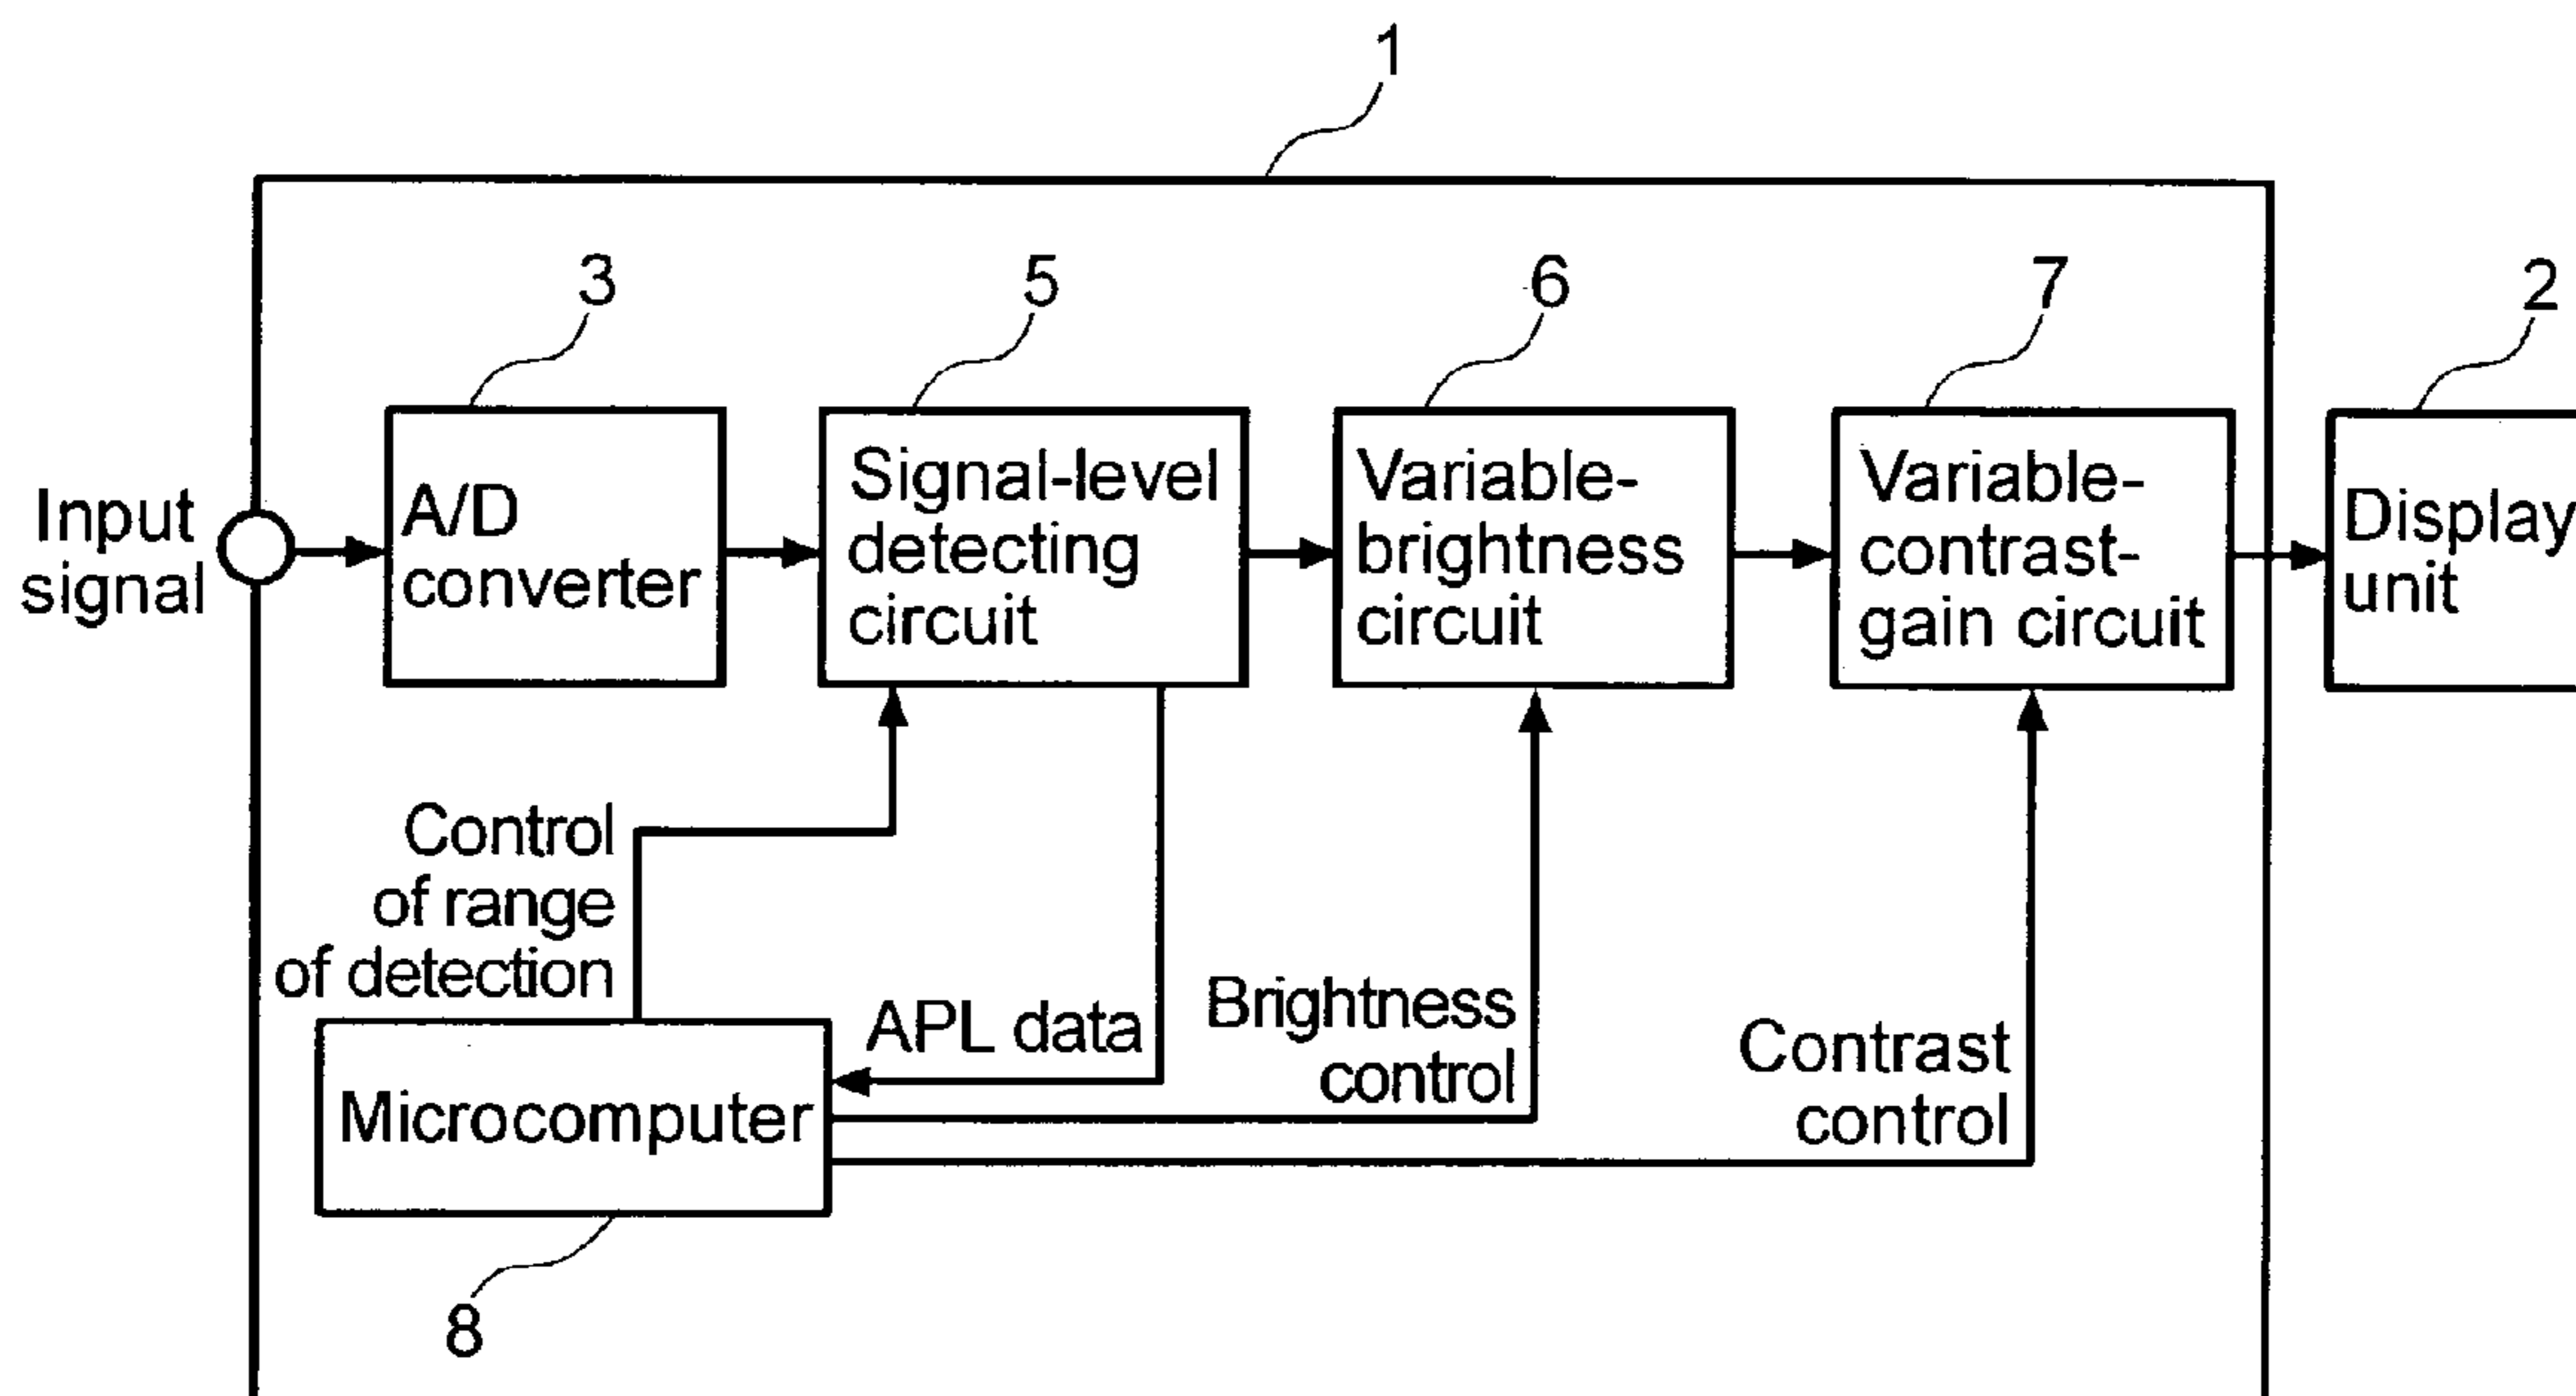 1
3
5
6
7
2
Input
signal
A/D
converter
Signal-level
detecting
circuit
Variable-
brightness
circuit
Variable-
contrast-
gain circuit
Display
unit
Control
of range
of detection
APL data
Brightness
control
Contrast
control
Microcomputer
8